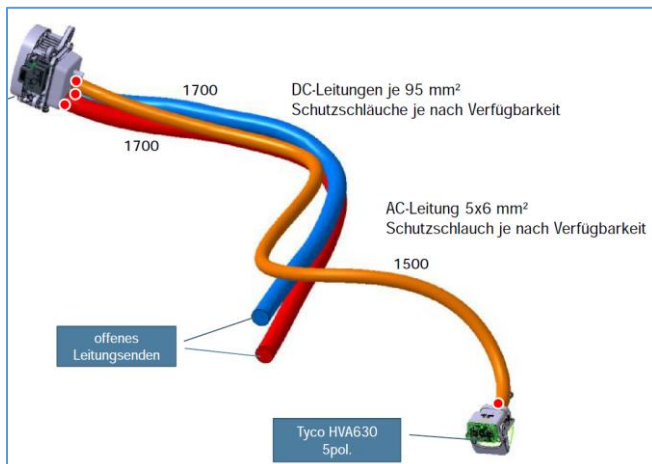 1700
DC-Leitungen je 95 mm²
Schutzschläuche je nach Verfügbarkeit
1700
AC-Leitung 5x6 mm²
Schutzschlauch je nach Verfügbarkeit
1500
offenes
Leitungsenden
Tyco HVA630
5pol.